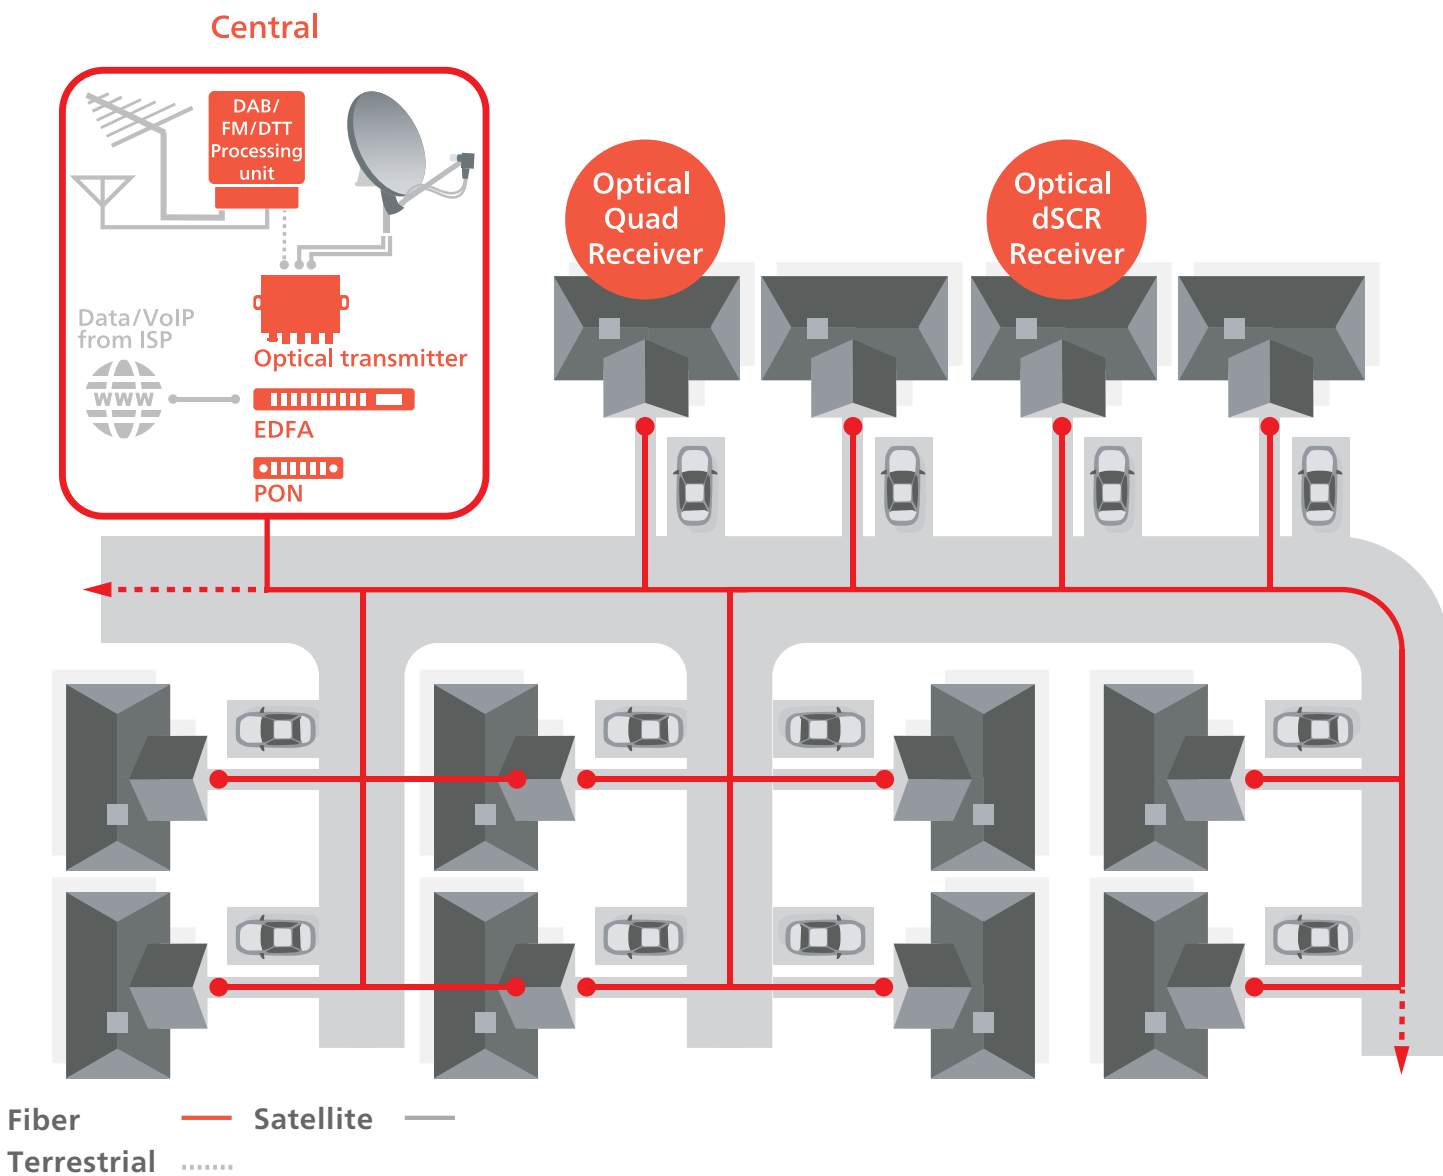 Central
DAB/
FM/DTT
Processing
unit
Optical
Quad
Receiver
Optical
dSCR
Receiver
Data/VoIP
from ISP
www
Optical transmitter
EDFA
PON
Fiber
Satellite
Terrestrial